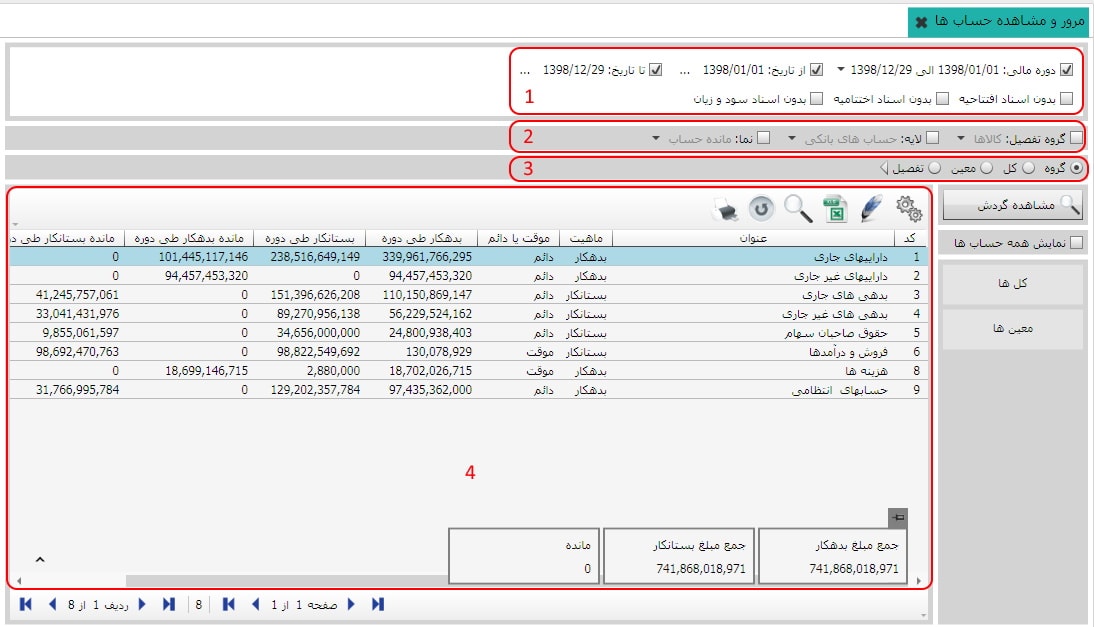 مرور و مشاهده حساب ها
دوره مالی: 1398/01/01 الی 1398/12/29 از تاریخ: 1398/01/01 ... تا تاریخ: 1398/12/29 ...
بدون اسناد افتتاحیه بدون اسناد اختتامیه بدون اسناد سود و زیان
1
گروه تفصیل: کالاها لایه: حساب های بانکی نما: مانده حساب
2
گروه کل معین تفصیل
3
مشاهده گردش
نمایش همه حساب ها
کل ها
معین ها
کد عنوان ماهیت موقت یا دائم بدهکار طی دوره بستانکار طی دوره مانده بدهکار طی دوره مانده بستانکار طی د
1 داراییهای جاری بدهکار دائم 339,961,766,295 238,516,649,149 101,445,117,146 0
2 داراییهای غیر جاری بدهکار دائم 94,457,453,320 0 94,457,453,320 0
3 بدهی های جاری بستانکار دائم 110,150,869,147 151,396,626,208 0 41,245,757,061
4 بدهی های غیر جاری بستانکار دائم 56,229,524,162 89,270,956,138 0 33,041,431,976
5 حقوق صاحبان سهام بستانکار دائم 24,800,938,403 34,656,000,000 0 9,855,061,597
6 فروش و درآمدها بستانکار موقت 130,078,929 98,822,549,692 0 98,692,470,763
8 هزینه ها بدهکار موقت 18,702,026,715 2,880,000 18,699,146,715 0
9 حسابهای انتظامی بدهکار دائم 97,435,362,000 129,202,357,784 0 31,766,995,784
4
جمع مبلغ بدهکار جمع مبلغ بستانکار مانده
741,868,018,971 741,868,018,971 0
صفحه 1 از 1 8 ردیف 1 از 8